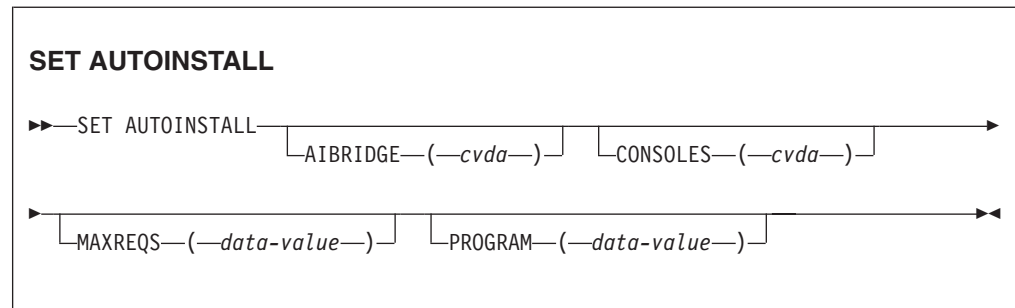 SET AUTOINSTALL
SET AUTOINSTALL
AIBRIDGE ( cvda ) CONSOLES ( cvda )
MAXREQS ( data-value ) PROGRAM ( data-value )